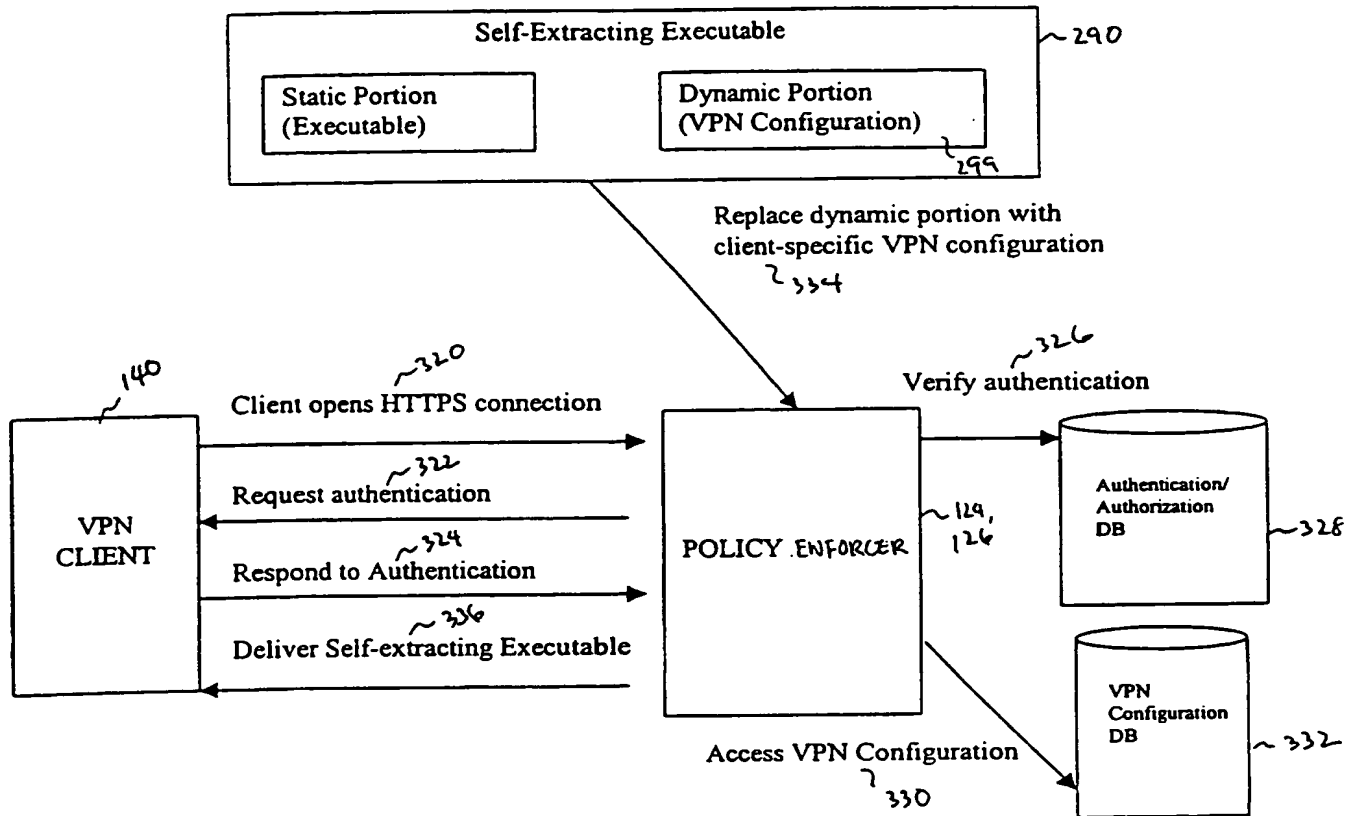 Self-Extracting Executable
290
Static Portion
(Executable)
Dynamic Portion
(VPN Configuration)
299
Replace dynamic portion with
client-specific VPN configuration
334
326
Verify authentication
140
320
Client opens HTTPS connection
322
Request authentication
VPN
CLIENT
324
Respond to Authentication
336
Deliver Self-extracting Executable
POLICY ENFORCER
124,
126
Authentication/
Authorization
DB
328
VPN
Configuration
DB
332
Access VPN Configuration
330